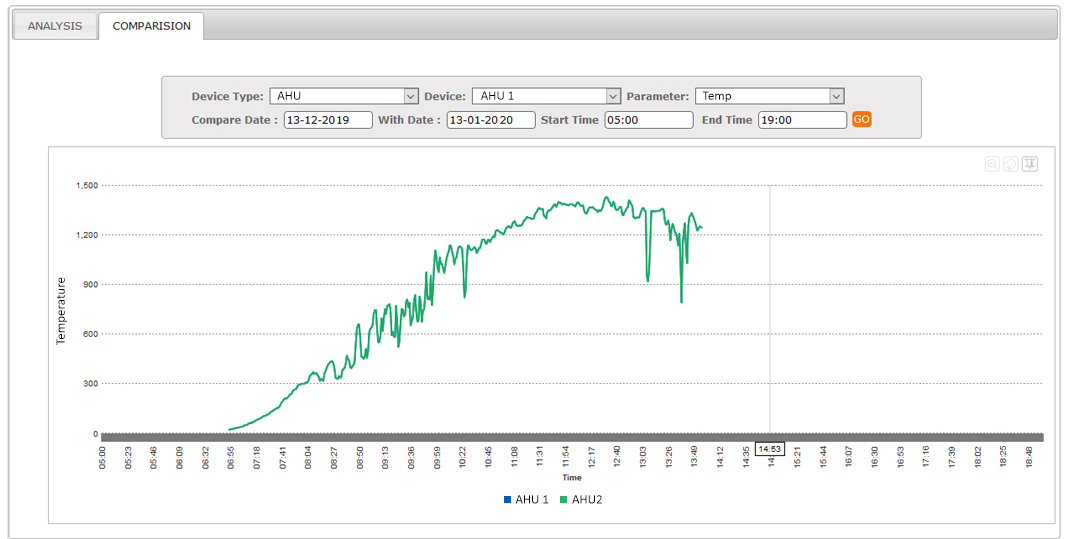 ANALYSIS COMPARISION
Device Type: AHU Device: AHU 1 Parameter: Temp
Compare Date : 13-12-2019 With Date : 13-01-2020 Start Time 05:00 End Time 19:00 GO
1,500
1,200
900
600
300
0
Temperature
05:00 05:23 05:46 06:09 06:32 06:55 07:18 07:41 08:04 08:27 08:50 09:13 09:36 09:59 10:22 10:45 11:08 11:31 11:54 12:17 12:40 13:03 13:26 13:49 14:12 14:35 14:53 15:21 15:44 16:07 16:30 16:53 17:16 17:39 18:02 18:25 18:48
Time
AHU 1 AHU2